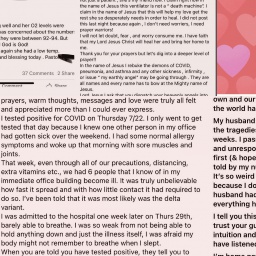 well and her O2 levels were
was concerned about the number
they were between 92-94. But
God is God!!
again she had a low temp.
and blessing today . Pastor
37 Comments 2 Share
Comment
Share
the name of Jesus this ventilator is not a " death machine". I
claim in the name of Jesus that this will help my love get the
rest she so desperately needs in order to heal. I did not post
this last night because again , I don't need worriers, I need
prayer warriors!
I will not doubt, fear , and worry consume me. I have faith
that my Lord Jesus Christ will heal her and bring her home to
me.
Thank you for your prayers but let's dig into a deeper level of
prayer!!
In the name of Jesus I rebuke the demons of COVID,
pneumonia, and asthma and any other sickness , infirmity ,
or issue " my earthly angel" may be going through . They are
all names and every name has to bow at the Mighty name of
Jesus.
prayers, warm thoughts, messages and love were truly all felt
and appreciated more than I could ever express.
I tested positive for COVID on Thursday 7/22. I only went to get
tested that day because I knew one other person in my office
had gotten sick over the weekend. I had some normal allergy
symptoms and woke up that morning with sore muscles and
joints.
That week, even through all of our precautions, distancing,
extra vitamins etc., we had 6 people that I know of in my
immediate office building become ill. It was truly unbelievable
how fast it spread and with how little contact it had required to
do so. I've been told that it was most likely was the delta
variant.
I was admitted to the hospital one week later on Thurs 29th,
barely able to breathe. I was so weak from not being able to
hold anything down and just the illness itself, I was afraid my
body might not remember to breathe when I slept.
When you are told you have tested positive, they tell you to
own and our
the world ha
My husband
the tragedie
weeks. I pas
and unrespo
first (& hope
told by my n
It's so weird
because I do
husband had
everything h
I tell you this
trust your gu
intuition and
have listened